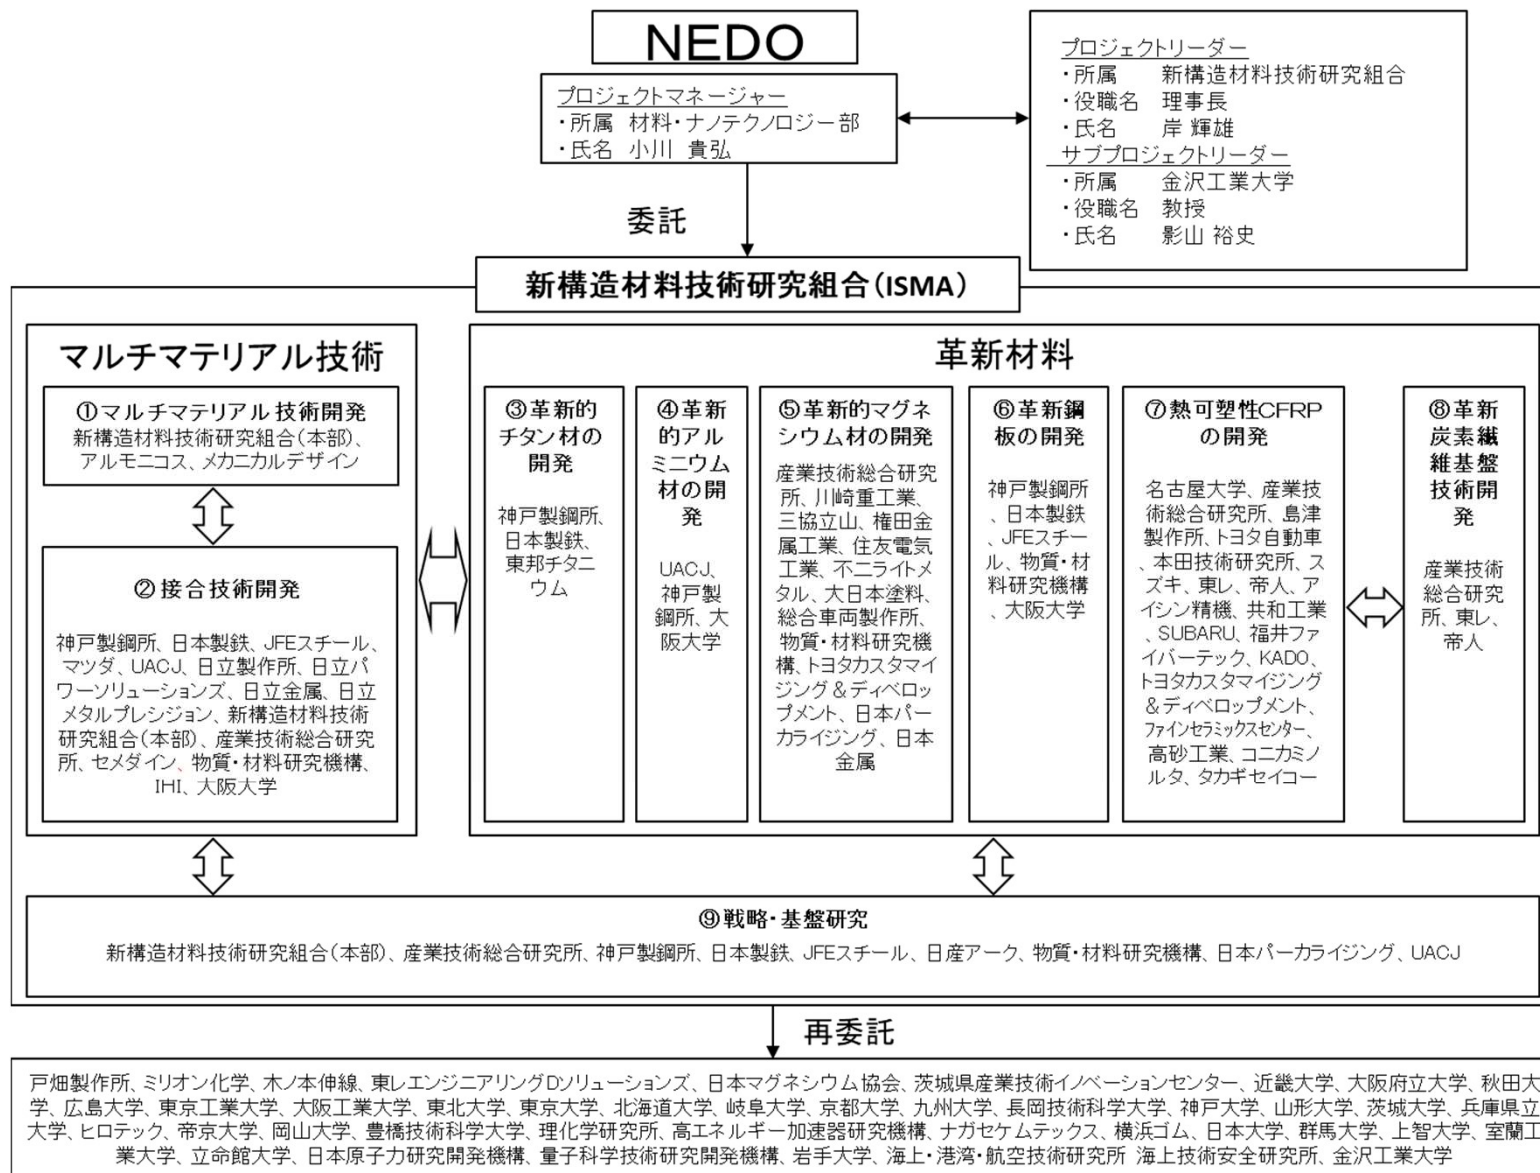 NEDO
プロジェクトマネージャー
・所属 材料・ナノテクノロジー部
・氏名 小川 貴弘
プロジェクトリーダー
・所属 新構造材料技術研究組合
・役職名 理事長
・氏名 岸 輝雄
サブプロジェクトリーダー
・所属 金沢工業大学
・役職名 教授
・氏名 影山 裕史
委託
新構造材料技術研究組合(ISMA)
マルチマテリアル技術
①マルチマテリアル技術開発
新構造材料技術研究組合(本部)、
アルモニコス、メカニカルデザイン
②接合技術開発
神戸製鋼所、日本製鉄、JFEスチール、
マツダ、UACJ、日立製作所、日立パ
ワーソリューションズ、日立金属、日立
メタルプレシジョン、新構造材料技術
研究組合(本部)、産業技術総合研究
所、セメダイン、物質・材料研究機構、
IHI、大阪大学
革新材料
③革新的
チタン材の
開発
神戸製鋼所、
日本製鉄、
東邦チタニ
ウム
④革新
的アル
ミニウム
材の開
発
UACJ、
神戸製
鋼所、大
阪大学
⑤革新的マグネ
シウム材の開発
産業技術総合研究
所、川崎重工業、
三協立山、権田金
属工業、住友電気
工業、不二ライトメ
タル、大日本塗料、
総合車両製作所、
物質・材料研究機
構、トヨタカスタマイ
ジング&ディベロッ
プメント、日本パー
カライジング、日本
金属
⑥革新鋼
板の開発
神戸製鋼所
、日本製鉄
、JFEスチー
ル、物質・材
料研究機構
、大阪大学
⑦熱可塑性CFRP
の開発
名古屋大学、産業技
術総合研究所、島津
製作所、トヨタ自動車
、本田技術研究所、ス
ズキ、東レ、帝人、アイ
シン精機、共和工業
、SUBARU、福井ファ
イバーテック、KADO、
トヨタカスタマイジング
&ディベロップメント、
ファインセラミックスセンター、
高砂工業、コニカミノ
ルタ、タカギセイコー
⑧革新
炭素繊
維基盤
技術開
発
産業技術
総合研究
所、東レ、
帝人
⑨戦略・基盤研究
新構造材料技術研究組合(本部)、産業技術総合研究所、神戸製鋼所、日本製鉄、JFEスチール、日産アーク、物質・材料研究機構、日本パーカライジング、UACJ
再委託
戸畑製作所、ミリオン化学、木ノ本伸線、東レエンジニアリングDソリューションズ、日本マグネシウム協会、茨城県産業技術イノベーションセンター、近畿大学、大阪府立大学、秋田大
学、広島大学、東京工業大学、大阪工業大学、東北大学、東京大学、北海道大学、岐阜大学、京都大学、九州大学、長岡技術科学大学、神戸大学、山形大学、茨城大学、兵庫県立
大学、ヒロテック、帝京大学、岡山大学、豊橋技術科学大学、理化学研究所、高エネルギー加速器研究機構、ナガセケムテックス、横浜ゴム、日本大学、群馬大学、上智大学、室蘭工
業大学、立命館大学、日本原子力研究開発機構、量子科学技術研究開発機構、岩手大学、海上・港湾・航空技術研究所 海上技術安全研究所、金沢工業大学